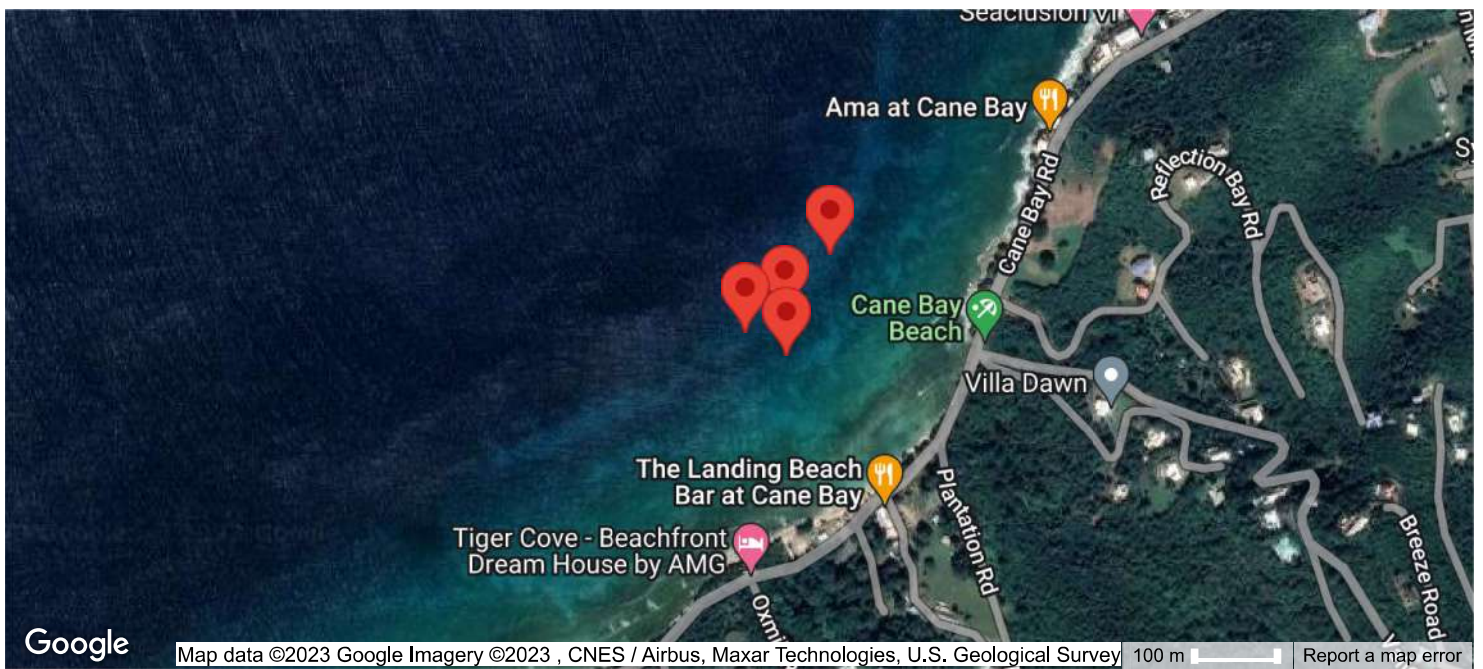 Seaclusion VI
Ama at Cane Bay
Cane Bay Rd
Reflection Bay Rd
Cane Bay
Beach
Villa Dawn
The Landing Beach
Bar at Cane Bay
Plantation Rd
Tiger Cove - Beachfront
Dream House by AMG
Breeze Road
Google
Map data ©2023 Google Imagery ©2023 , CNES / Airbus, Maxar Technologies, U.S. Geological Survey
100 m
Report a map error